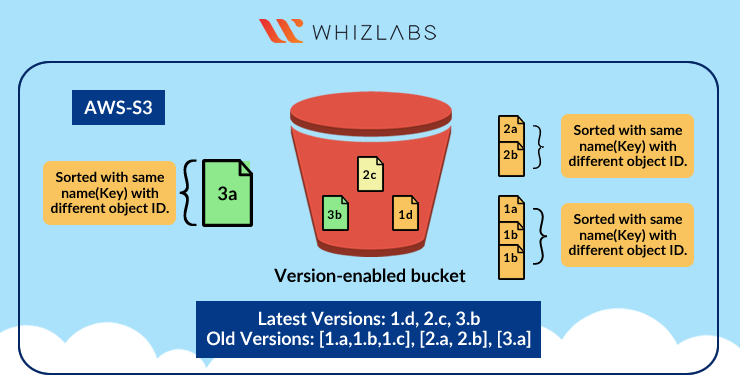 WHIZLABS
AWS-S3
Sorted with same
name(Key) with
different object ID.
3a
2c
3b
1d
2a
2b
Sorted with same
name(Key) with
different object ID.
1a
1b
1b
Sorted with same
name(Key) with
different object ID.
Version-enabled bucket
Latest Versions: 1.d, 2.c, 3.b
Old Versions: [1.a,1.b,1.c], [2.a, 2.b], [3.a]